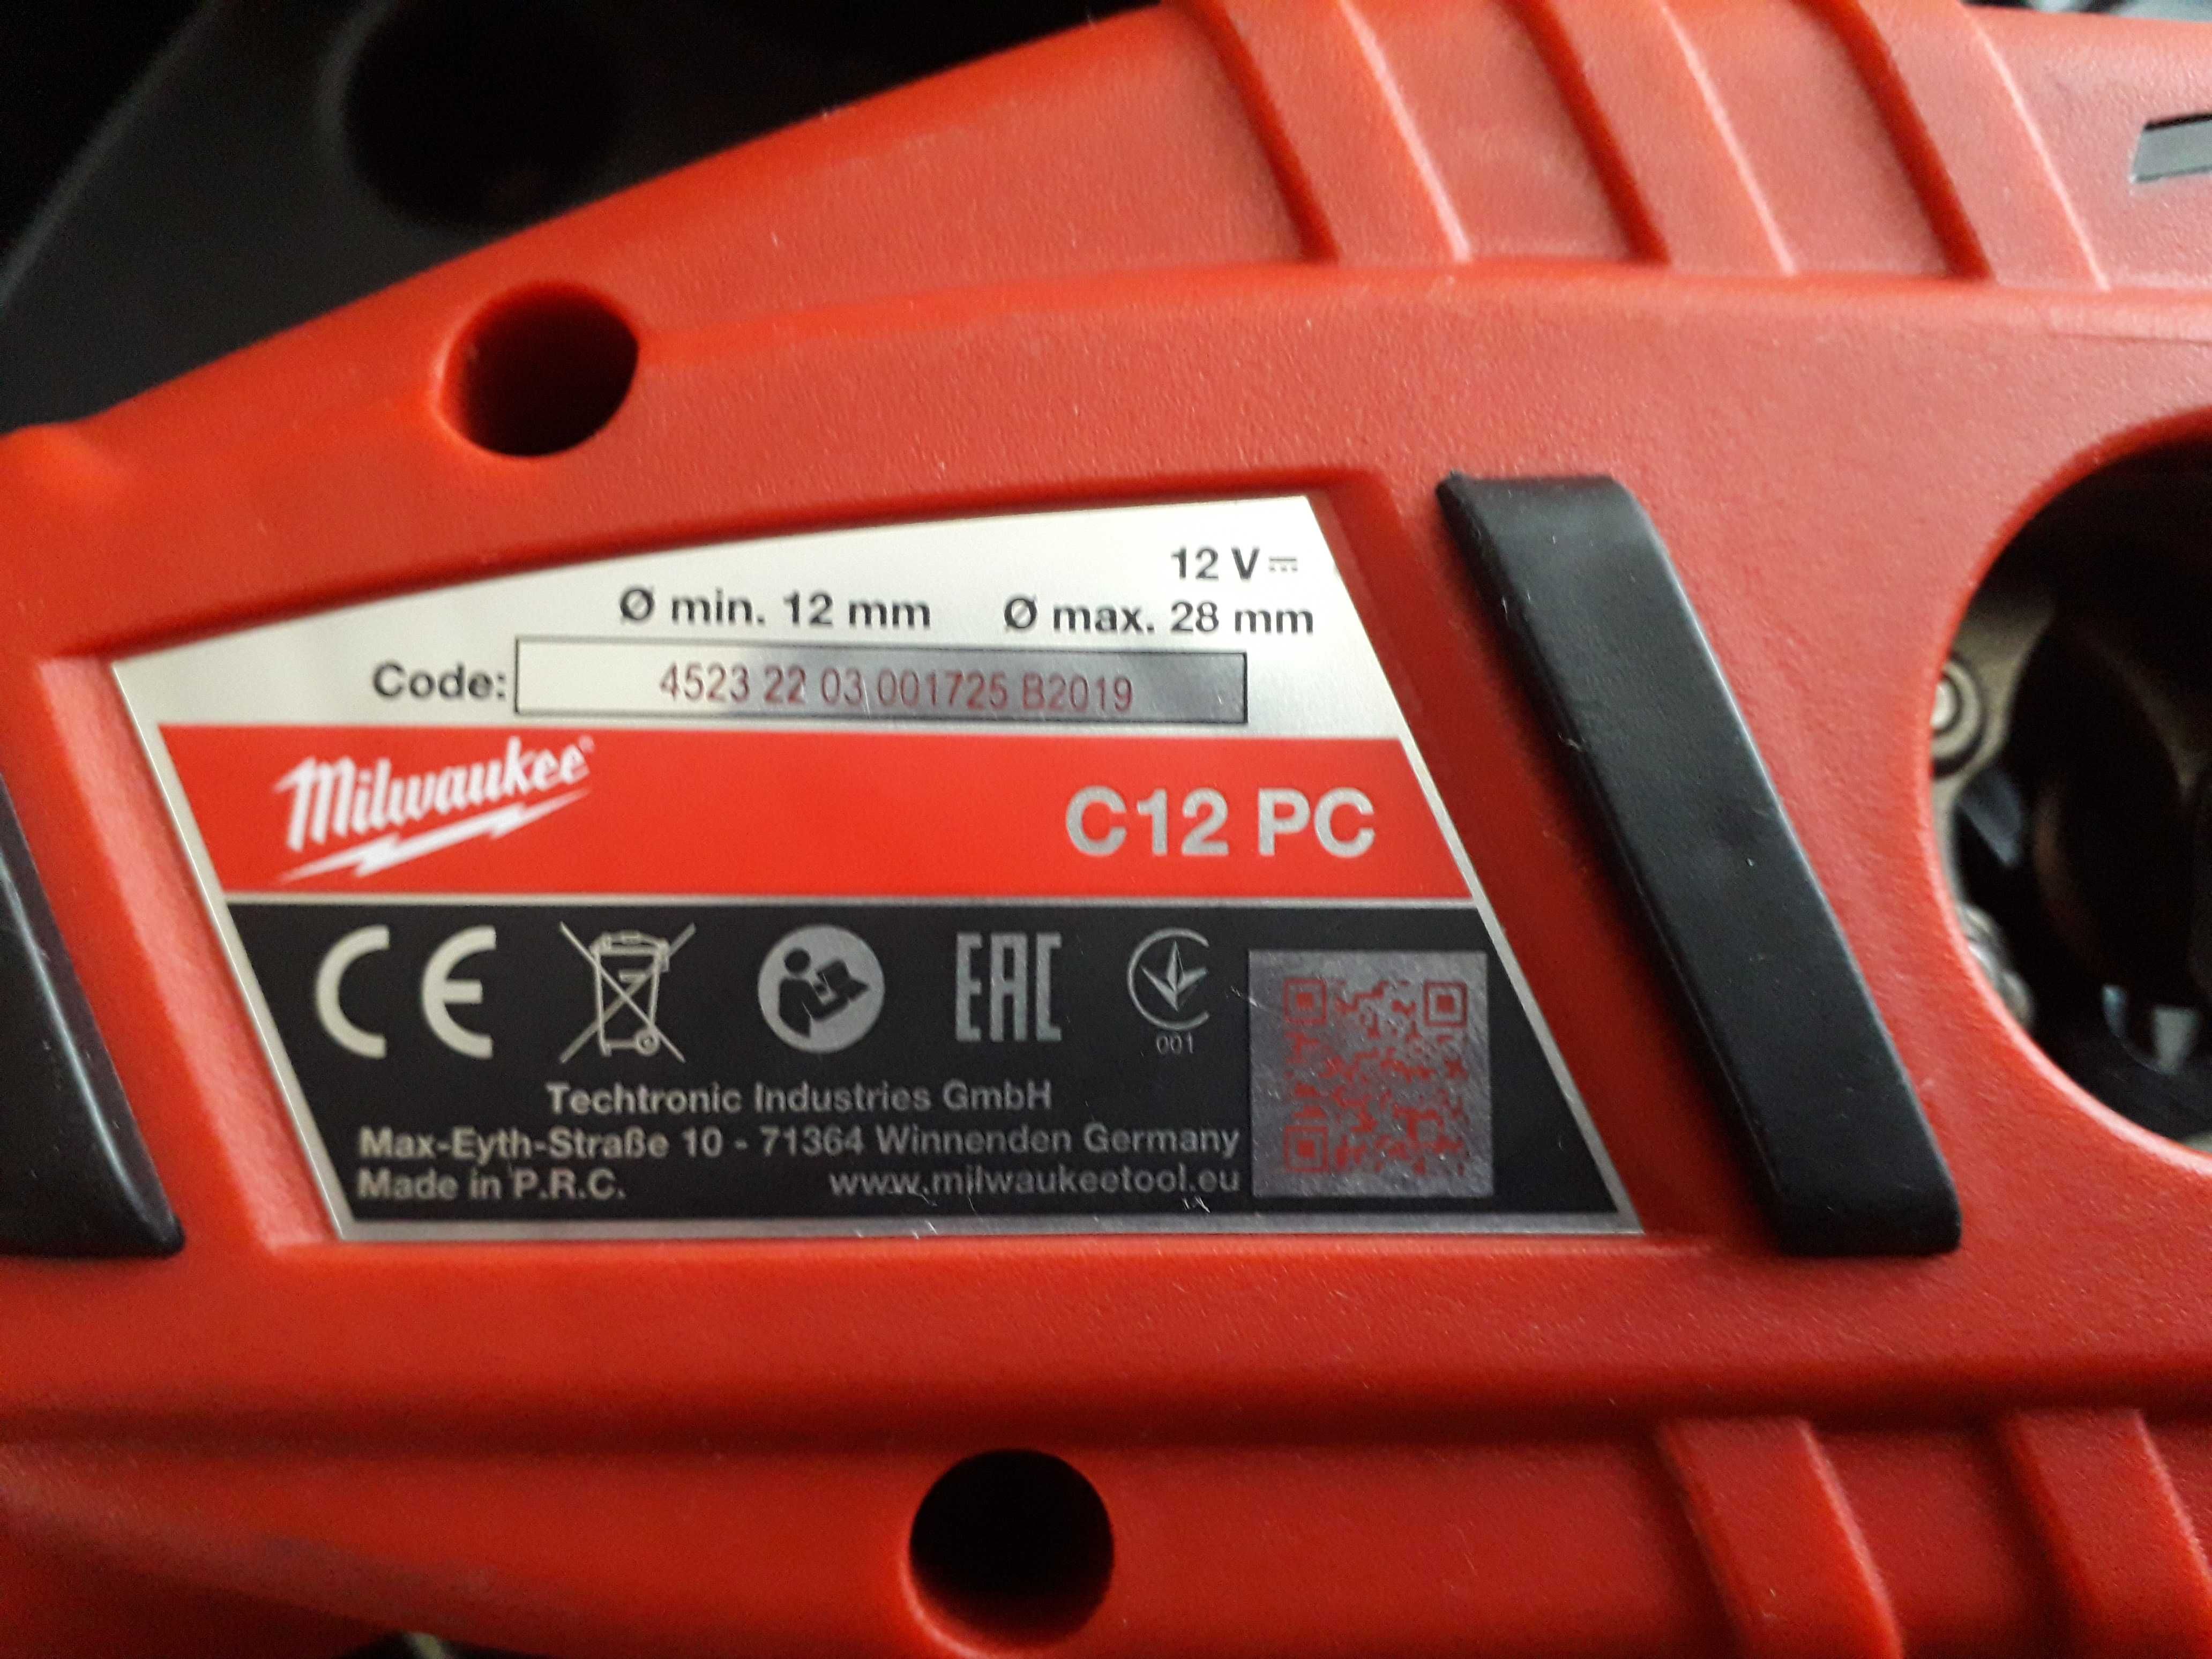 12 V
Ø min. 12 mm Ø max. 28 mm
Code: 4523 22 03 001725 B2019
Milwaukee
C12 PC
CE EAC
001
Techtronic Industries GmbH
Max-Eyth-Straße 10 - 71364 Winnenden Germany
Made in P.R.C. www.milwaukeetool.eu